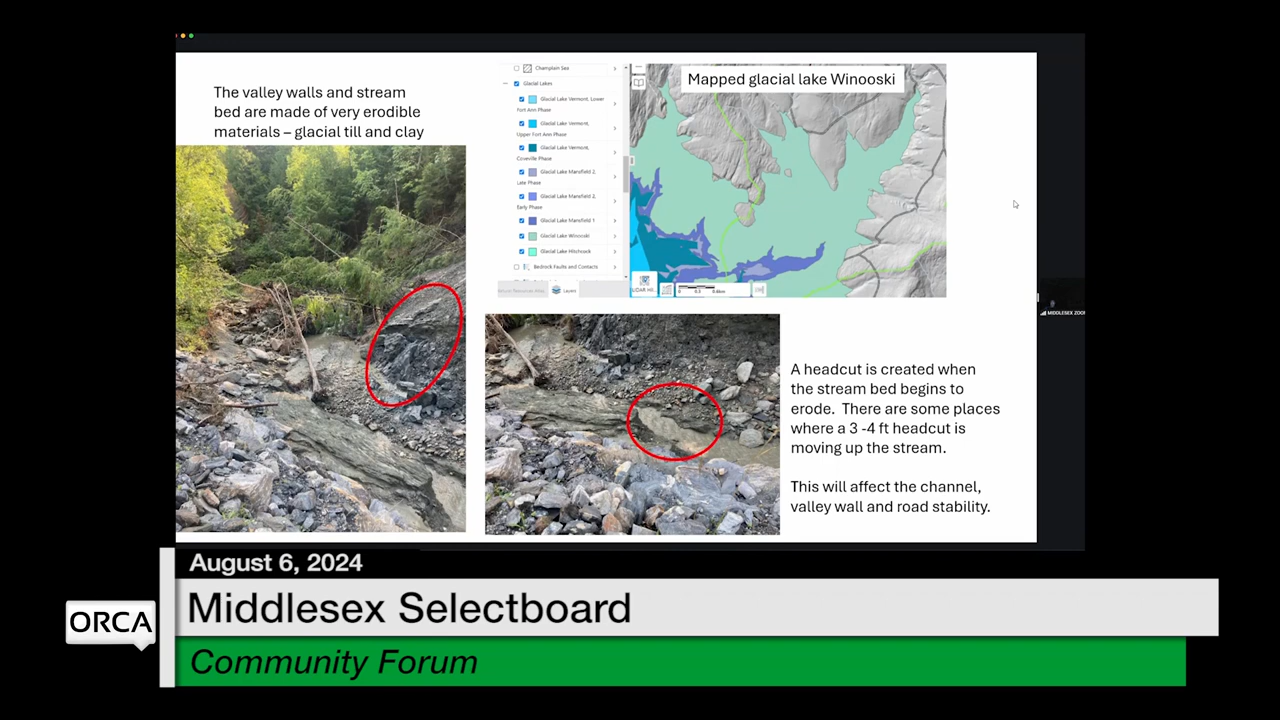 The valley walls and stream
bed are made of very erodible
materials – glacial till and clay
Champlain Sea
Glacial Lakes
Glacial Lake Vermont, Lower
Fort Ann Phase
Glacial Lake Vermont,
Upper Fort Ann Phase
Glacial Lake Vermont,
Coveville Phase
Glacial Lake Mansfield 2,
Late Phase
Glacial Lake Mansfield 2,
Early Phase
Glacial Lake Mansfield 1
Glacial Lake Winooski
Glacial Lake Hitchcock
Bedrock Faults and Contacts
Layers
Mapped glacial lake Winooski
A headcut is created when
the stream bed begins to
erode. There are some places
where a 3 -4 ft headcut is
moving up the stream.
This will affect the channel,
valley wall and road stability.
MIDDLESEX ZOO
August 6, 2024
ORCA
Middlesex Selectboard
Community Forum